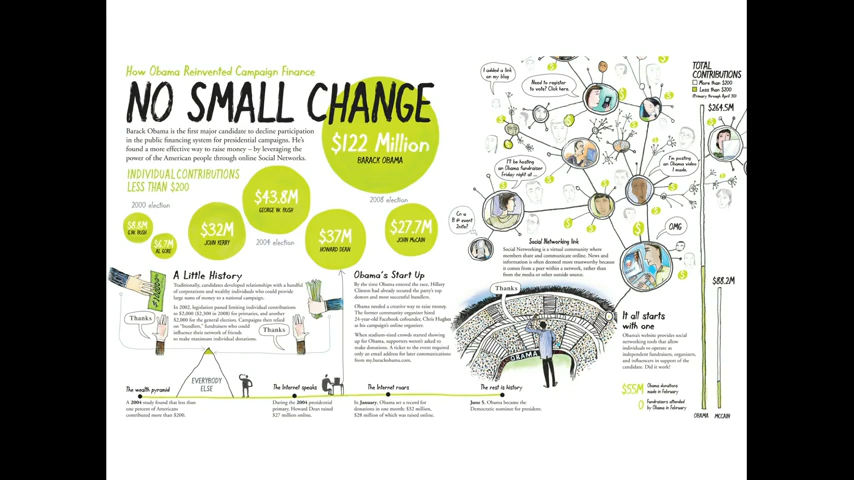 How Obama Reinvented Campaign Finance
NO SMALL CHANGE
Barack Obama is the first major candidate to decline participation
in the public financing system for presidential campaigns. He's
found a more effective way to raise money – by leveraging the
power of the American people through online Social Networks.
$122 Million
BARACK OBAMA
INDIVIDUAL CONTRIBUTIONS
LESS THAN $200
2000 election
$8.8M
G.W. BUSH
$6.7M
AL GORE
$32M
JOHN KERRY
$43.8M
GEORGE W. BUSH
2004 election
$37M
HOWARD DEAN
2008 election
$27.7M
JOHN McCAIN
A Little History
Traditionally, candidates developed relationships with a handful
of corporations and wealthy individuals who could provide
large sums of money to a national campaign.
In 2002, legislation passed limiting individual contributions
to $2,000 ($2,300 in 2008) for primaries, and another
$2,000 for the general election. Campaigns then relied
on "bundlers," fundraisers who could
influence their network of friends
to make maximum individual donations.
Thanks
Thanks
Obama's Start Up
By the time Obama entered the race, Hillary
Clinton had already secured the party's top
donors and most successful bundlers.
Obama needed a creative way to raise money.
The former community organizer hired
24-year-old Facebook cofounder, Chris Hughes
as his campaign's online organizer.
When stadium-sized crowds started showing
up for Obama, supporters weren't asked to
make donations. A ticket to the event required
only an email address for later communications
from my.barackobama.com.
EVERYBODY
ELSE
The wealth pyramid
A 2004 study found that less than
one percent of Americans
contributed more than $200.
The Internet speaks
During the 2004 presidential
primary, Howard Dean raised
$27 million online.
The Internet roars
In January, Obama set a record for
donations in one month: $32 million,
$28 million of which was raised online.
The rest is history
June 5, Obama became the
Democratic nominee for president.
I added a link
on my blog
Need to register
to vote? Click here.
I'll be hosting
an Obama fundraiser
Friday night at ...
I'm posting
an Obama video
I made.
OMG
Social Networking link
Social Networking is a virtual community where
members share and communicate online. News and
information is often deemed more trustworthy because
it comes from a peer within a network, rather than
from the media or other outside source.
Thanks
OBAMA
It all starts
with one
Obama's website provides social
networking tools that allow
individuals to operate as
independent fundraisers, organizers,
and influencers in support of the
candidate. Did it work?
$55M
Obama donations
made in February
0
Fundraisers attended
by Obama in February
TOTAL
CONTRIBUTIONS
More than $200
Less than $200
(Primary through April 30)
$264.5M
$88.2M
OBAMA
MCCAIN